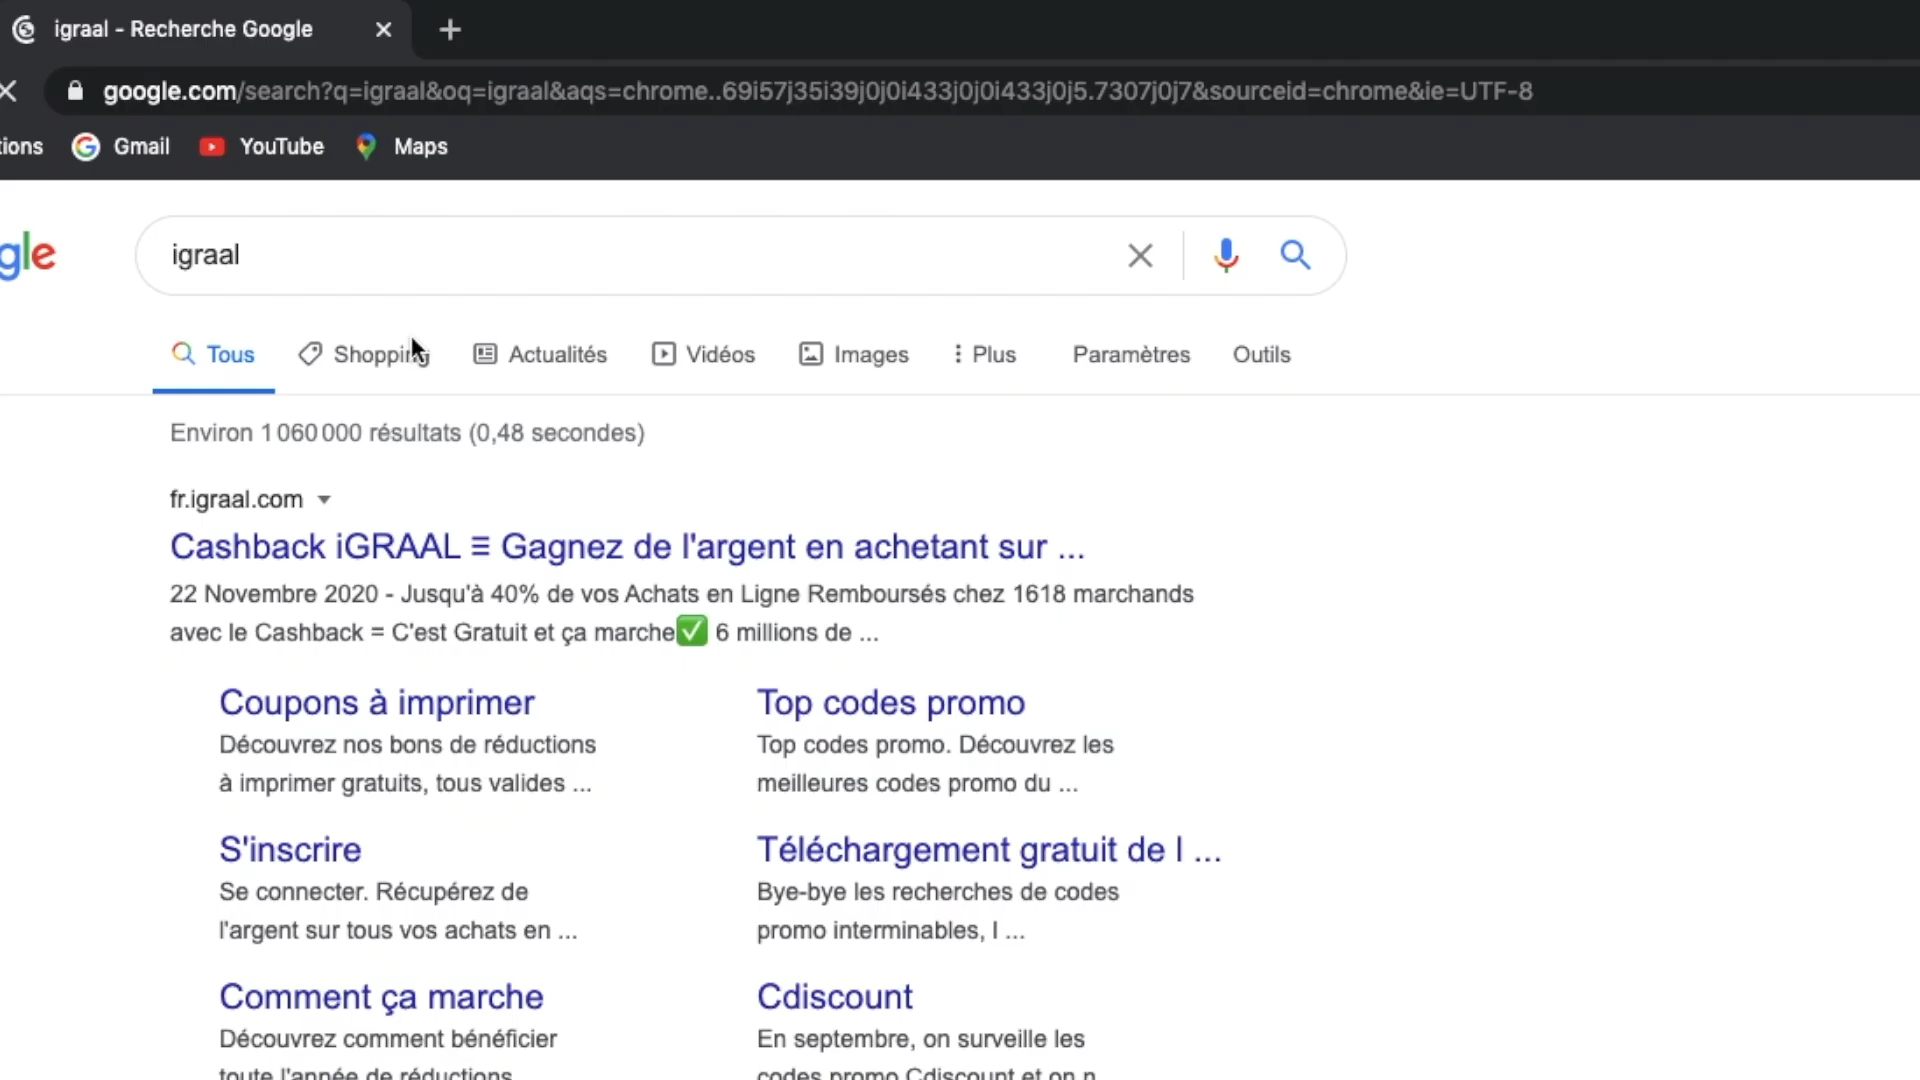 igraal - Recherche Google
google.com/search?q=igraal&oq=igraal&aqs=chrome..69i57j35i39j0j0i433j0j0i433j0j5.7307j0j7&sourceid=chrome&ie=UTF-8
tions Gmail YouTube Maps
gle
igraal
Tous Shopping Actualités Vidéos Images Plus Paramètres Outils
Environ 1 060 000 résultats (0,48 secondes)
fr.igraal.com
Cashback iGRAAL ≡ Gagnez de l'argent en achetant sur ...
22 Novembre 2020 - Jusqu'à 40% de vos Achats en Ligne Remboursés chez 1618 marchands
avec le Cashback = C'est Gratuit et ça marche✅ 6 millions de ...
Coupons à imprimer
Découvrez nos bons de réductions
à imprimer gratuits, tous valides ...
Top codes promo
Top codes promo. Découvrez les
meilleures codes promo du ...
S'inscrire
Se connecter. Récupérez de
l'argent sur tous vos achats en ...
Téléchargement gratuit de l ...
Bye-bye les recherches de codes
promo interminables, l ...
Comment ça marche
Découvrez comment bénéficier
toute l'année de réductions
Cdiscount
En septembre, on surveille les
codes promo Cdiscount et on n